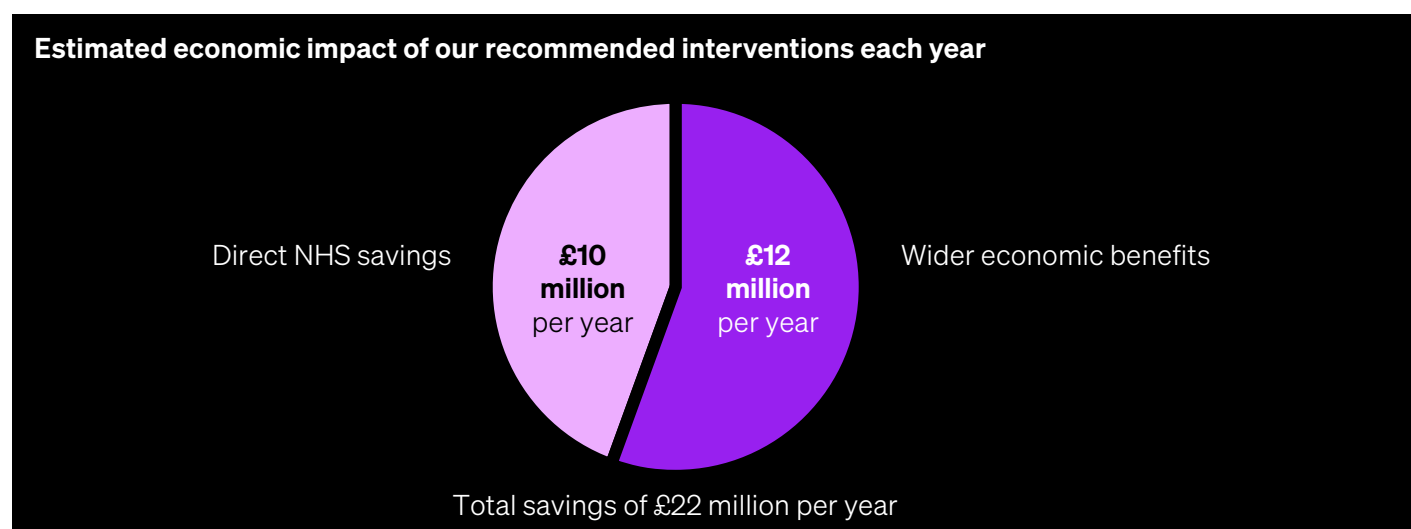 Estimated economic impact of our recommended interventions each year
Direct NHS savings
£10
million
per year
£12
million
per year
Wider economic benefits
Total savings of £22 million per year